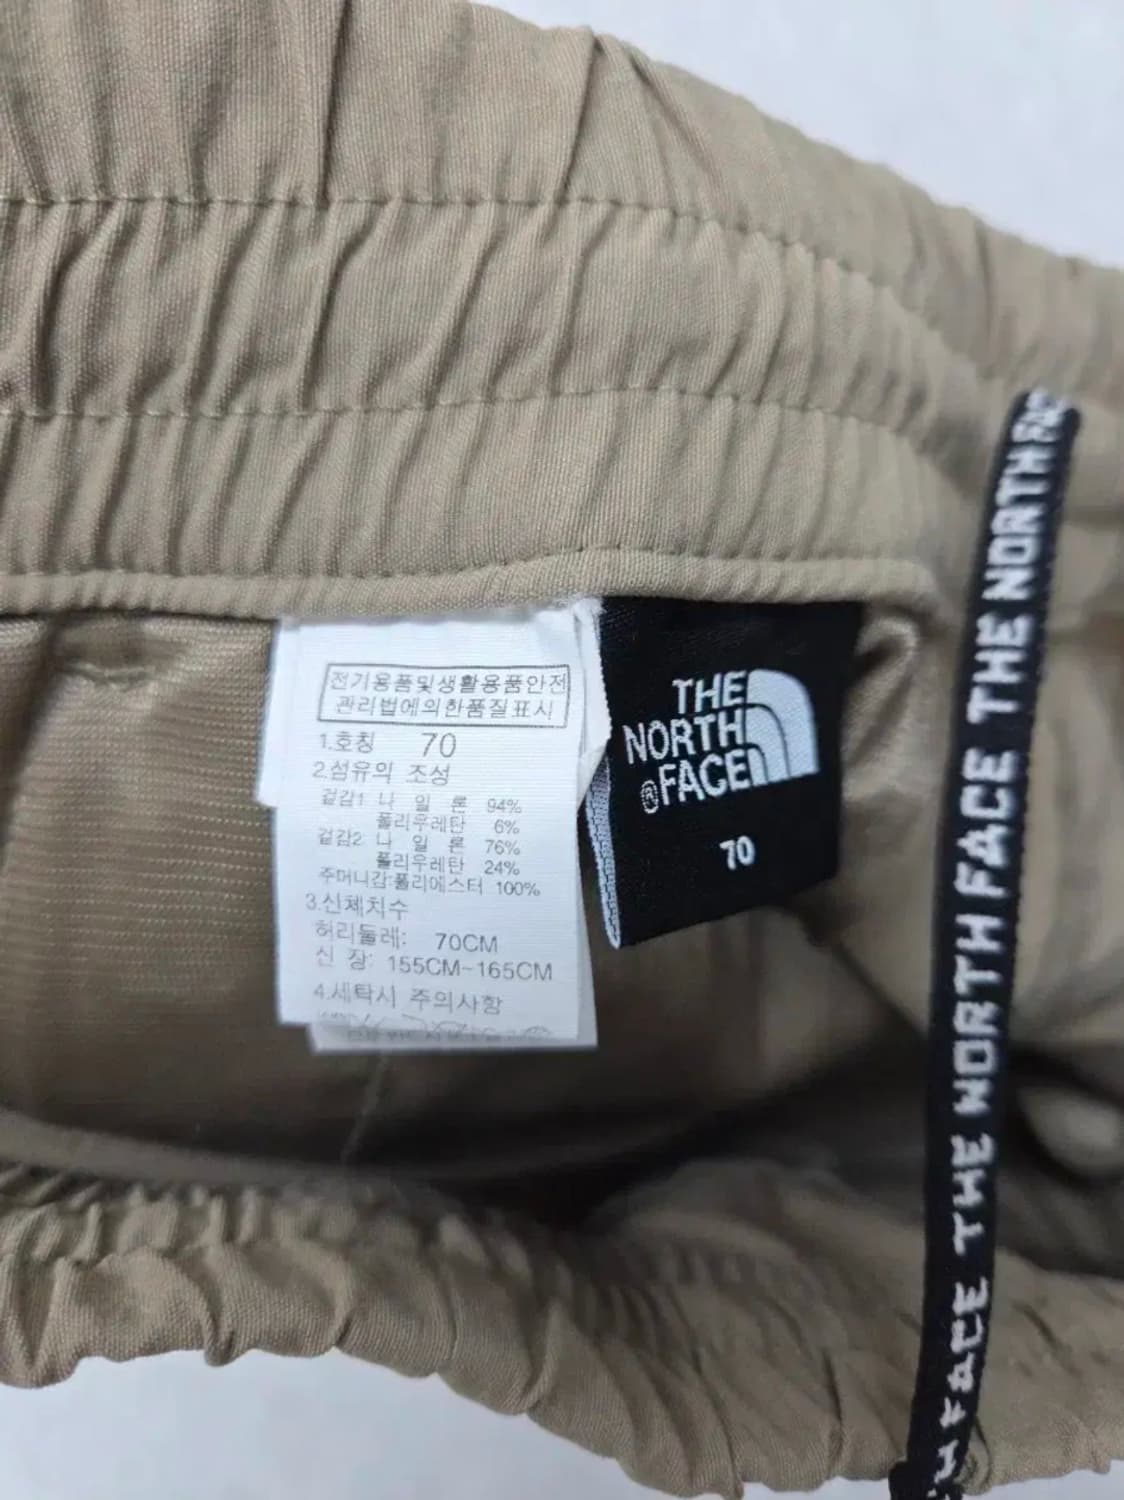 전기용품및생활용품안전
관리법에의한품질표시
1.호칭 70
2.섬유의 조성
겉감1 나 일 론 94%
폴리우레탄 6%
겉감2 나 일 론 76%
폴리우레탄 24%
주머니감:폴리에스터 100%
3.신체치수
허리둘레: 70CM
신 장: 155CM~165CM
4.세탁시 주의사항
THE
NORTH
®FACE
70
THE NORTH FACE THE NORTH FACE THE NORTH FACE